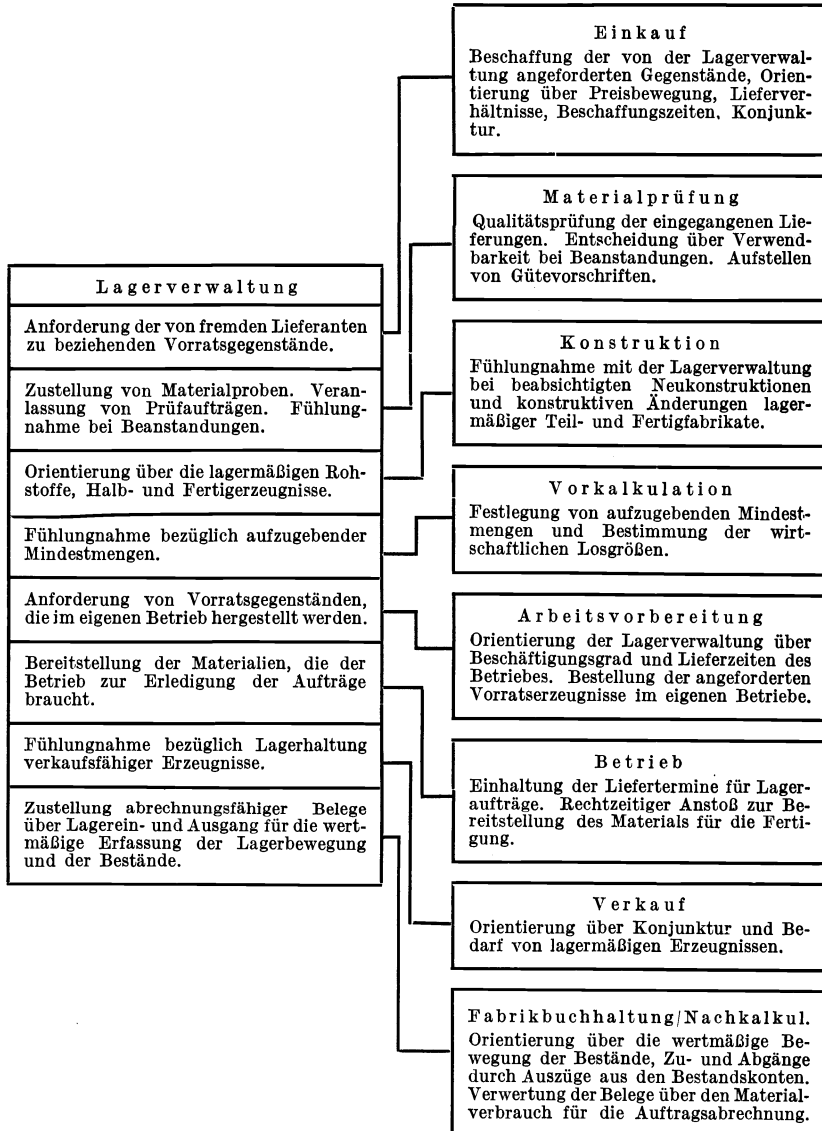 Einkauf
Beschaffung der von der Lagerverwal-
tung angeforderten Gegenstände, Orien-
tierung über Preisbewegung, Lieferver-
hältnisse, Beschaffungszeiten, Konjunk-
tur.
Materialprüfung
Qualitätsprüfung der eingegangenen Lie-
ferungen. Entscheidung über Verwend-
barkeit bei Beanstandungen. Aufstellen
von Gütevorschriften.
Lagerverwaltung
Anforderung der von fremden Lieferanten
zu beziehenden Vorratsgegenstände.
Zustellung von Materialproben. Veran-
lassung von Prüfaufträgen. Fühlung-
nahme bei Beanstandungen.
Orientierung über die lagermäßigen Roh-
stoffe, Halb- und Fertigerzeugnisse.
Fühlungnahme bezüglich aufzugebender
Mindestmengen.
Anforderung von Vorratsgegenständen,
die im eigenen Betrieb hergestellt werden.
Bereitstellung der Materialien, die der
Betrieb zur Erledigung der Aufträge
braucht.
Fühlungnahme bezüglich Lagerhaltung
verkaufsfähiger Erzeugnisse.
Zustellung abrechnungsfähiger Belege
über Lagerein- und Ausgang für die wert-
mäßige Erfassung der Lagerbewegung
und der Bestände.
Konstruktion
Fühlungnahme mit der Lagerverwaltung
bei beabsichtigten Neukonstruktionen
und konstruktiven Änderungen lager-
mäßiger Teil- und Fertigfabrikate.
Vorkalkulation
Festlegung von aufzugebenden Mindest-
mengen und Bestimmung der wirt-
schaftlichen Losgrößen.
Arbeitsvorbereitung
Orientierung der Lagerverwaltung über
Beschäftigungsgrad und Lieferzeiten des
Betriebes. Bestellung der angeforderten
Vorratserzeugnisse im eigenen Betriebe.
Betrieb
Einhaltung der Liefertermine für Lager-
aufträge. Rechtzeitiger Anstoß zur Be-
reitstellung des Materials für die Ferti-
gung.
Verkauf
Orientierung über Konjunktur und Be-
darf von lagermäßigen Erzeugnissen.
Fabrikbuchhaltung/Nachkalkul.
Orientierung über die wertmäßige Be-
wegung der Bestände, Zu- und Abgänge
durch Auszüge aus den Bestandskonten.
Verwertung der Belege über den Material-
verbrauch für die Auftragsabrechnung.